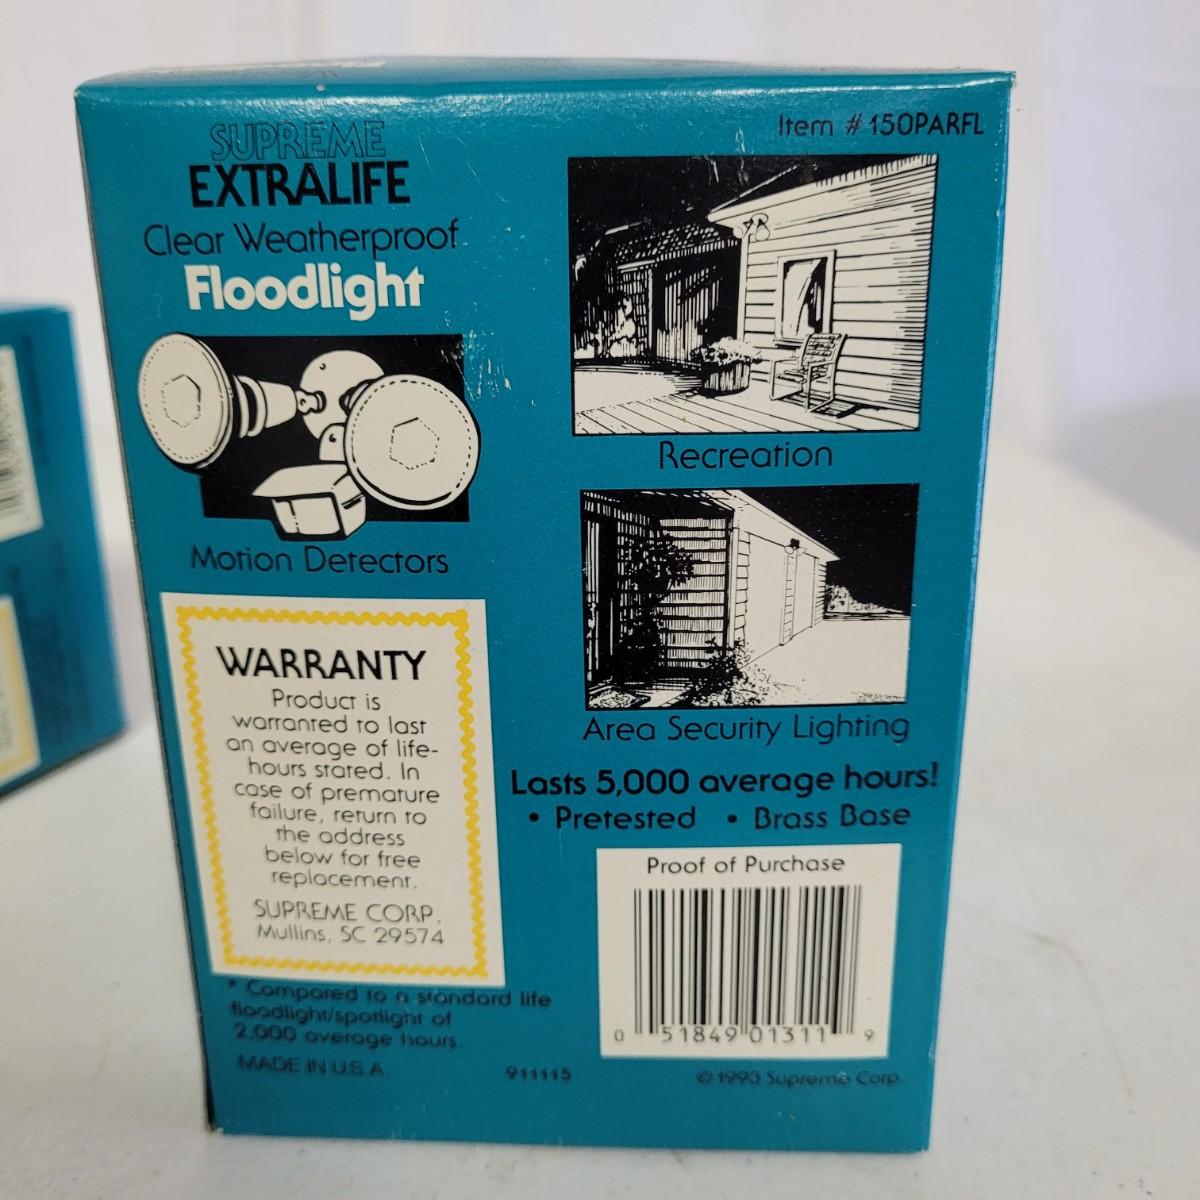 SUPREME
EXTRALIFE
Clear Weatherproof
Floodlight
Motion Detectors
Item # 150PARFL
Recreation
Area Security Lighting
Lasts 5,000 average hours!
• Pretested • Brass Base
WARRANTY
Product is
warranted to last
an average of life-
hours stated. In
case of premature
failure, return to
the address
below for free
replacement.
SUPREME CORP.
Mullins, SC 29574
* Compared to a standard life
floodlight/spotlight of
2,000 average hours.
MADE IN U.S.A.
911115
Proof of Purchase
0 51849 01311 9
© 1993 Supreme Corp.